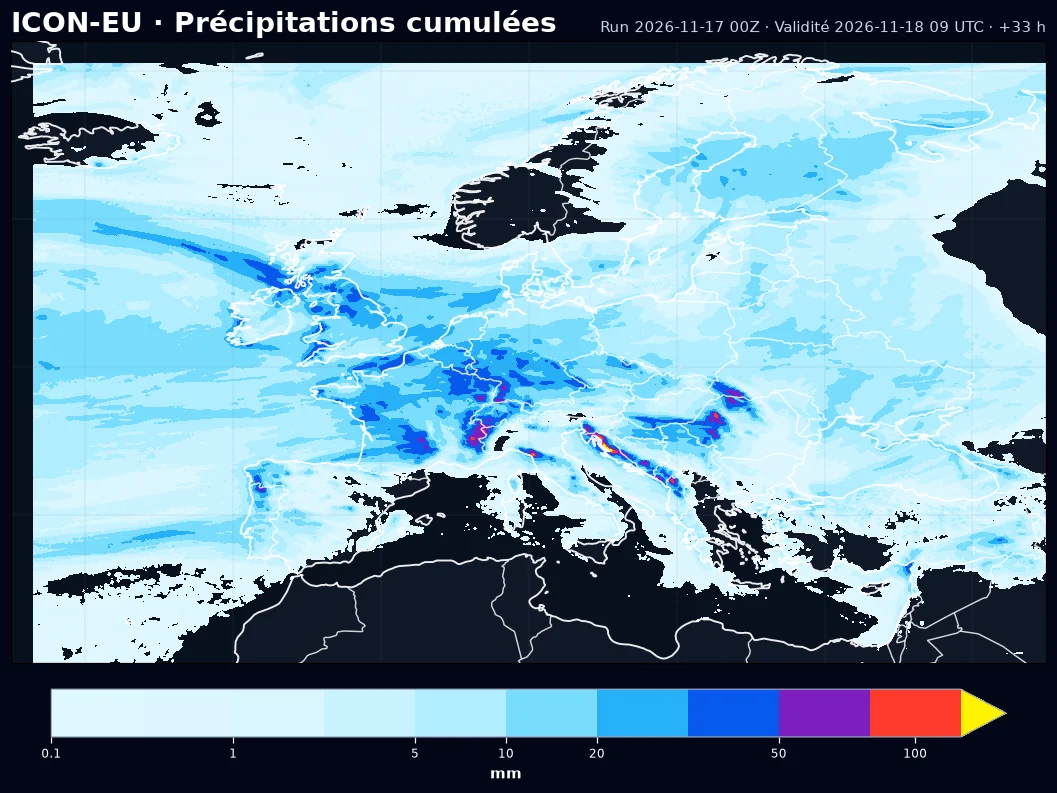 ICON-EU · Précipitations cumulées
Run 2026-11-17 00Z · Validité 2026-11-18 09 UTC · +33 h
0.1 1 5 10 20 50 100
mm